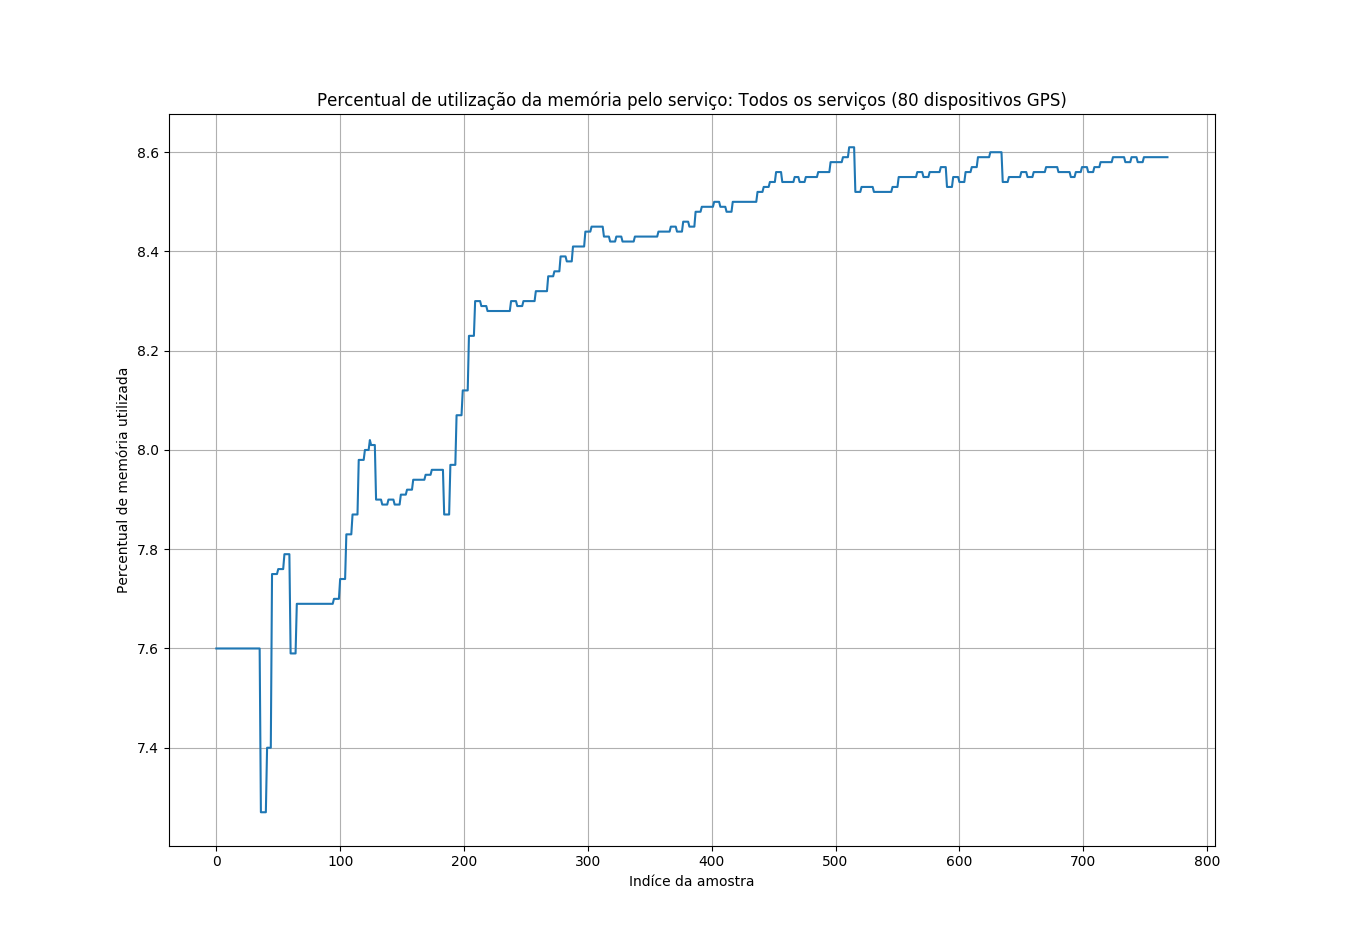 Percentual de utilização da memória pelo serviço: Todos os serviços (80 dispositivos GPS)
8.6
8.4
8.2
8.0
7.8
7.6
7.4
Percentual de memória utilizada
0 100 200 300 400 500 600 700 800
Indíce da amostra